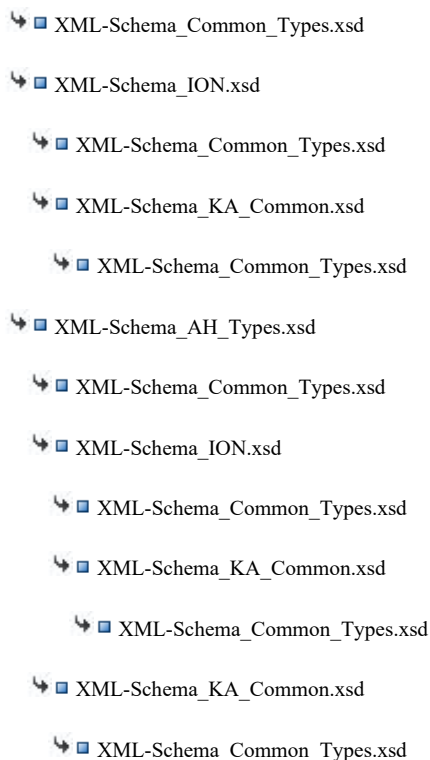 XML-Schema_Common_Types.xsd
XML-Schema_ION.xsd
XML-Schema_Common_Types.xsd
XML-Schema_KA_Common.xsd
XML-Schema_Common_Types.xsd
XML-Schema_AH_Types.xsd
XML-Schema_Common_Types.xsd
XML-Schema_ION.xsd
XML-Schema_Common_Types.xsd
XML-Schema_KA_Common.xsd
XML-Schema_Common_Types.xsd
XML-Schema_KA_Common.xsd
XML-Schema_Common_Types.xsd